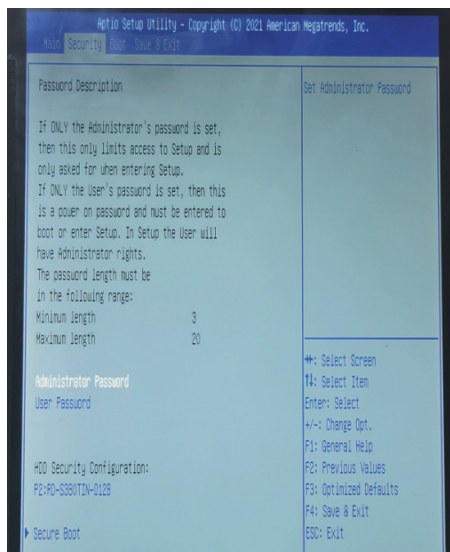 Aptio Setup Utility - Copyright (C) 2021 American Megatrends, Inc.
Main Security Boot Save & Exit
Password Description
If ONLY the Administrator's password is set,
then this only limits access to Setup and is
only asked for when entering Setup.
If ONLY the User's password is set, then this
is a power on password and must be entered to
boot or enter Setup. In Setup the User will
have Administrator rights.
The password length must be
in the following range:
Minimum length 3
Maximum length 20
Administrator Password
User Password
HDD Security Configuration:
P2:RD-S380TIN-0128
Secure Boot
Set Administrator Password
↔: Select Screen
↑↓: Select Item
Enter: Select
+/-: Change Opt.
F1: General Help
F2: Previous Values
F3: Optimized Defaults
F4: Save & Exit
ESC: Exit